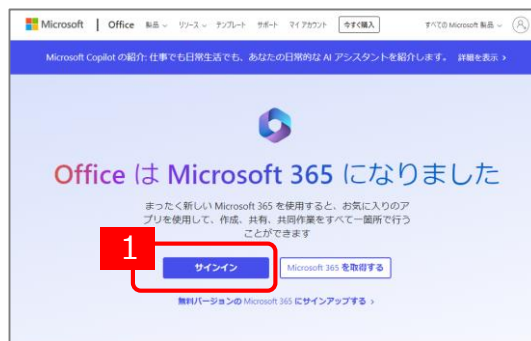 Microsoft | Office 製品 リソース テンプレート サポート マイ アカウント 今すぐ購入 すべての Microsoft 製品
Microsoft Copilot の紹介: 仕事でも日常生活でも、あなたの日常的な AI アシスタントを紹介します。 詳細を表示 >
Office は Microsoft 365 になりました
まったく新しい Microsoft 365 を使用すると、お気に入りのア
プリを使用して、作成、共有、共同作業をすべて一箇所で行う
ことができます
1
サインイン Microsoft 365 を取得する
無料バージョンの Microsoft 365 にサインアップする >